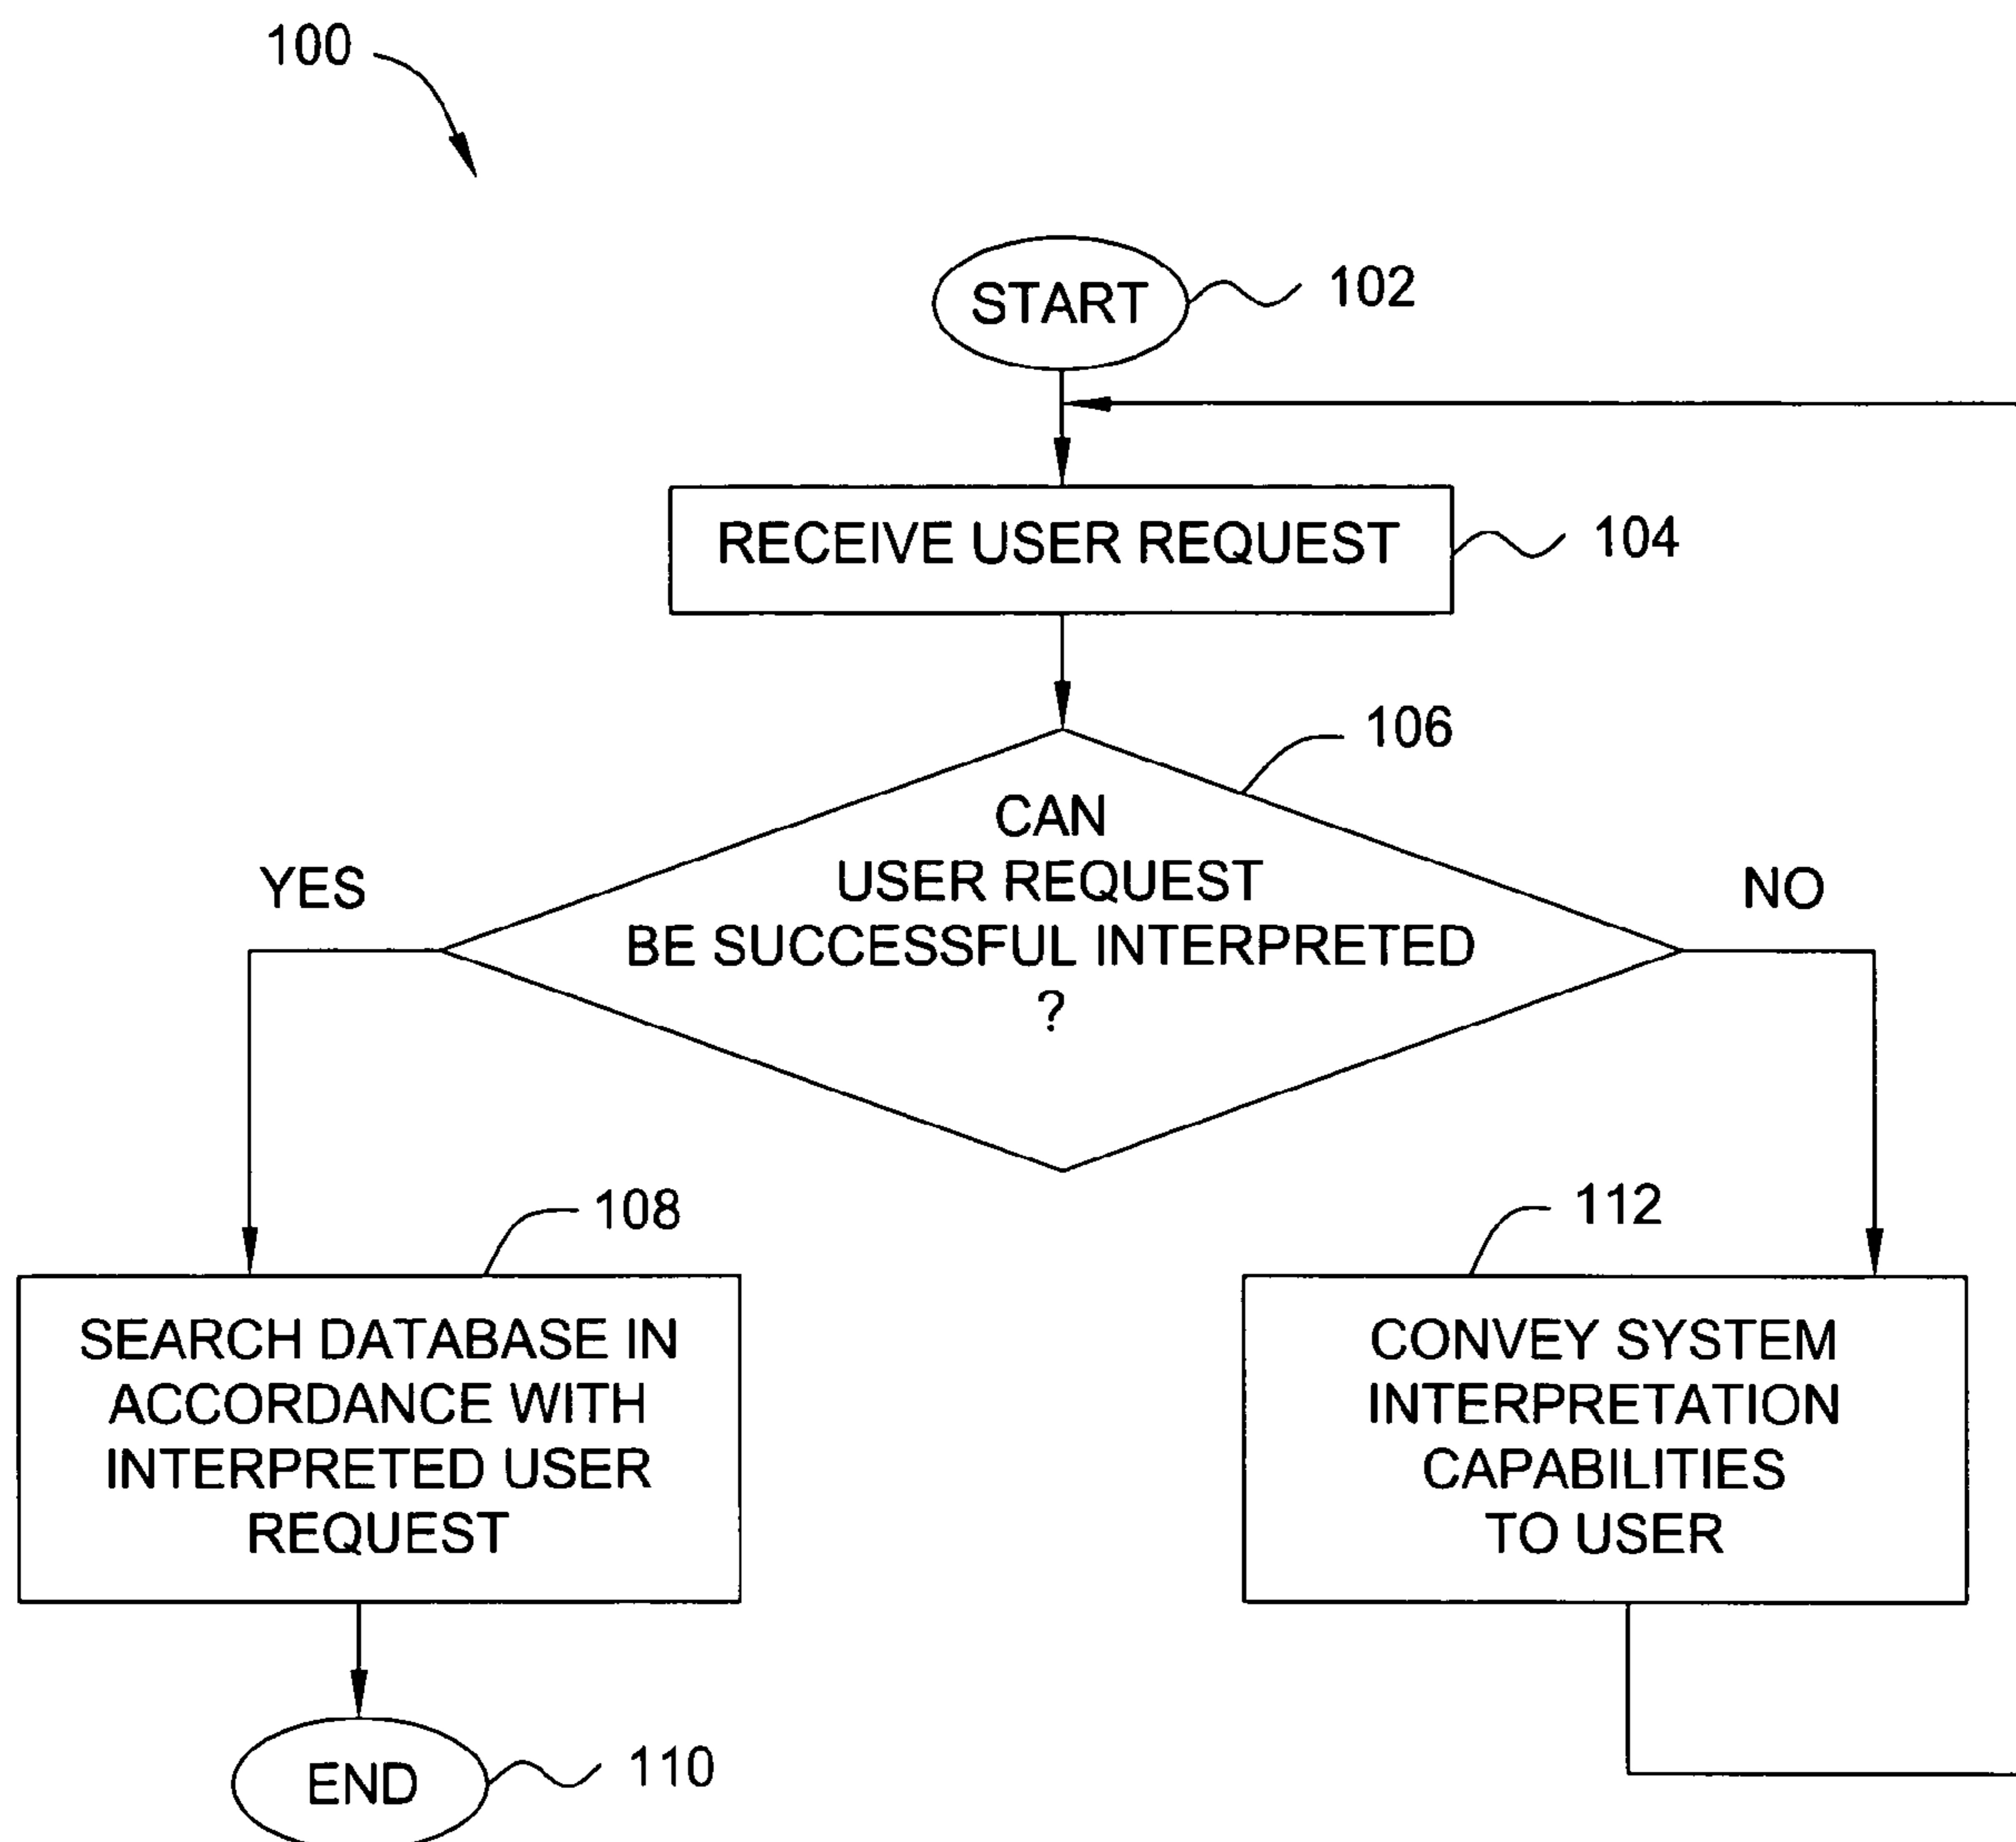 100
START
102
RECEIVE USER REQUEST
104
106
CAN
USER REQUEST
BE SUCCESSFUL INTERPRETED
?
YES
NO
108
SEARCH DATABASE IN
ACCORDANCE WITH
INTERPRETED USER
REQUEST
112
CONVEY SYSTEM
INTERPRETATION
CAPABILITIES
TO USER
END
110